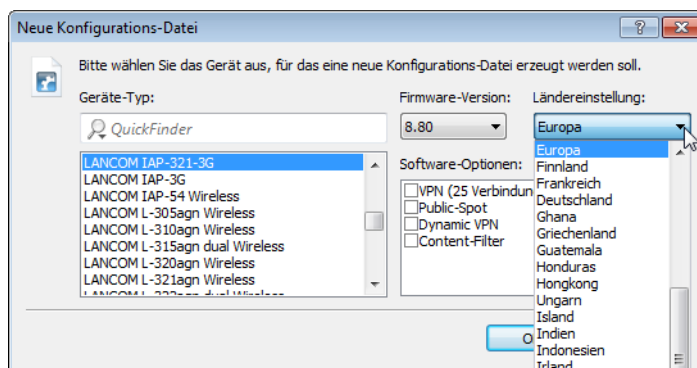 Neue Konfigurations-Datei
Bitte wählen Sie das Gerät aus, für das eine neue Konfigurations-Datei erzeugt werden soll.
Geräte-Typ:
QuickFinder
LANCOM IAP-321-3G
LANCOM IAP-3G
LANCOM IAP-54 Wireless
LANCOM L-305agn Wireless
LANCOM L-310agn Wireless
LANCOM L-315agn dual Wireless
LANCOM L-320agn Wireless
LANCOM L-321agn Wireless
Firmware-Version:
8.80
Software-Optionen:
VPN (25 Verbindun
Public-Spot
Dynamic VPN
Content-Filter
Ländereinstellung:
Europa
Europa
Finnland
Frankreich
Deutschland
Ghana
Griechenland
Guatemala
Honduras
Hongkong
Ungarn
Island
Indien
Indonesien
Irland